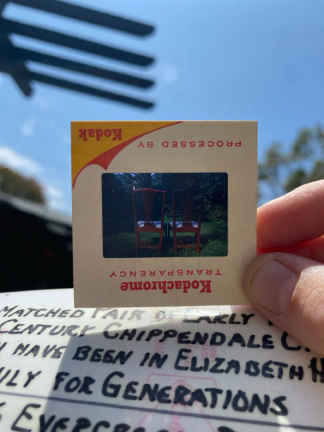 Kodak
PROCESSED BY
TRANSPARENCY
Kodachrome
MATCHED PAIR OF EARLY
CENTURY CHIPPENDALE
HAVE BEEN IN ELIZABETH
FOR GENERATIONS